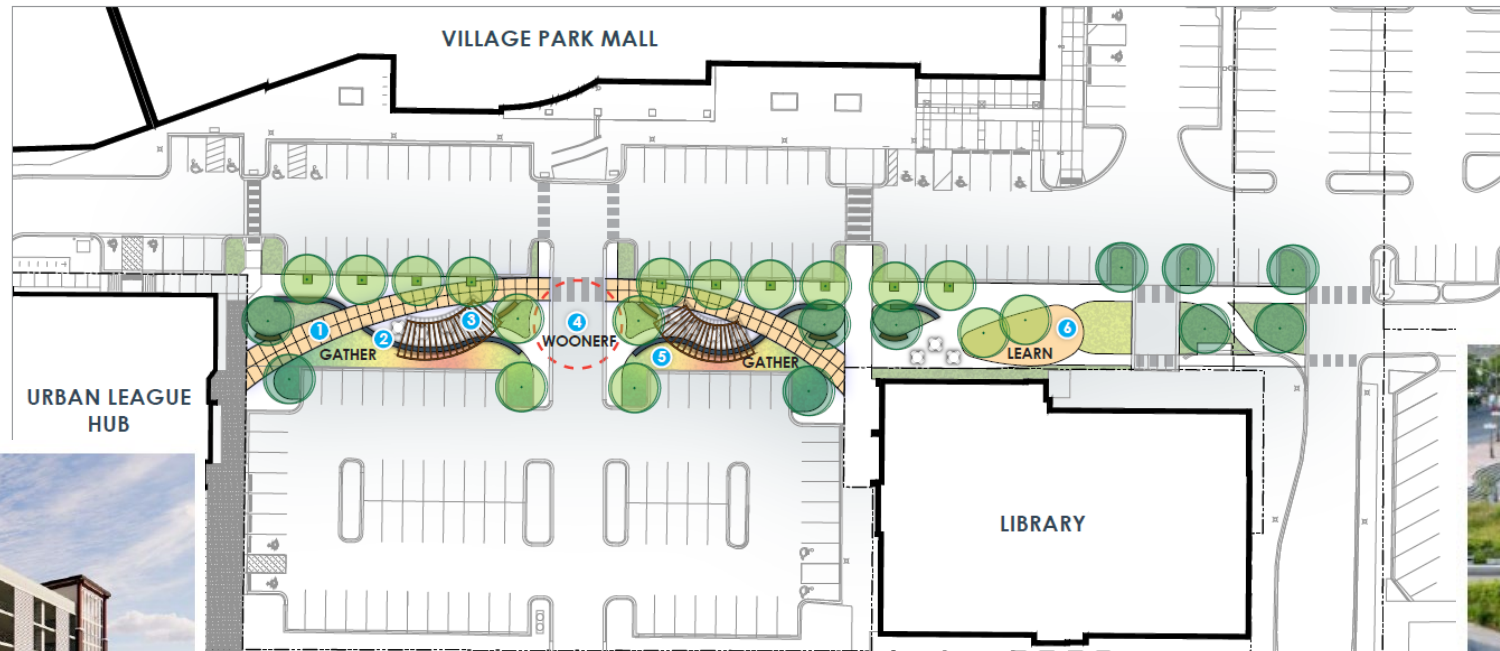 VILLAGE PARK MALL
1
2
3
4
WOONERF
5
6
GATHER
GATHER
LEARN
URBAN LEAGUE
HUB
LIBRARY